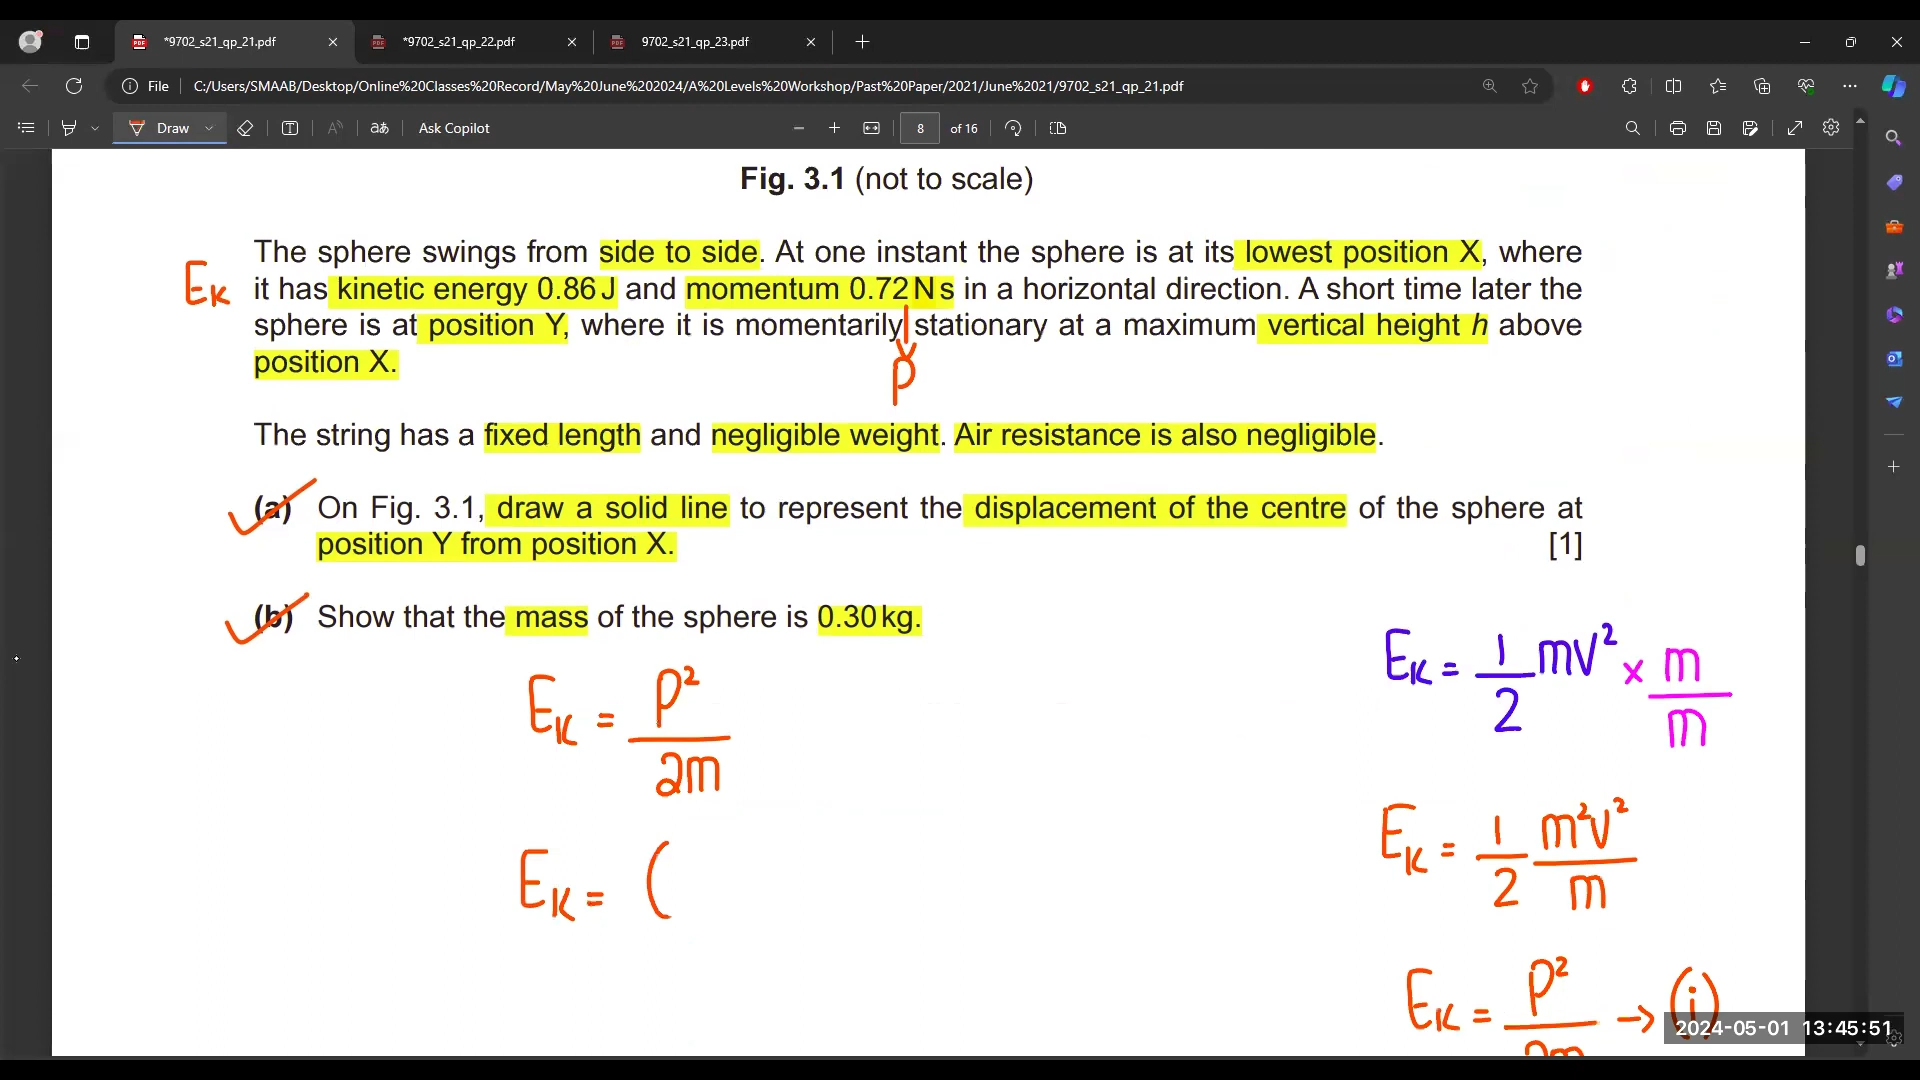 *9702_s21_qp_21.pdf
*9702_s21_qp_22.pdf
9702_s21_qp_23.pdf
File
C:/Users/SMAAB/Desktop/Online%20Classes%20Record/May%20June%202024/A%20Levels%20Workshop/Past%20Paper/2021/June%2021/9702_s21_qp_21.pdf
Draw
Ask Copilot
8 of 16
Fig. 3.1 (not to scale)
The sphere swings from side to side. At one instant the sphere is at its lowest position X, where
it has kinetic energy 0.86 J and momentum 0.72 N s in a horizontal direction. A short time later the
sphere is at position Y, where it is momentarily stationary at a maximum vertical height h above
position X.
EK
P
The string has a fixed length and negligible weight. Air resistance is also negligible.
(a) On Fig. 3.1, draw a solid line to represent the displacement of the centre of the sphere at
position Y from position X. [1]
(b) Show that the mass of the sphere is 0.30 kg.
EK = P²/2m
EK = (
EK = 1/2 mV² × m/m
EK = 1/2 m²V²/m
EK = P²/2m → (i)
2024-05-01 13:45:51